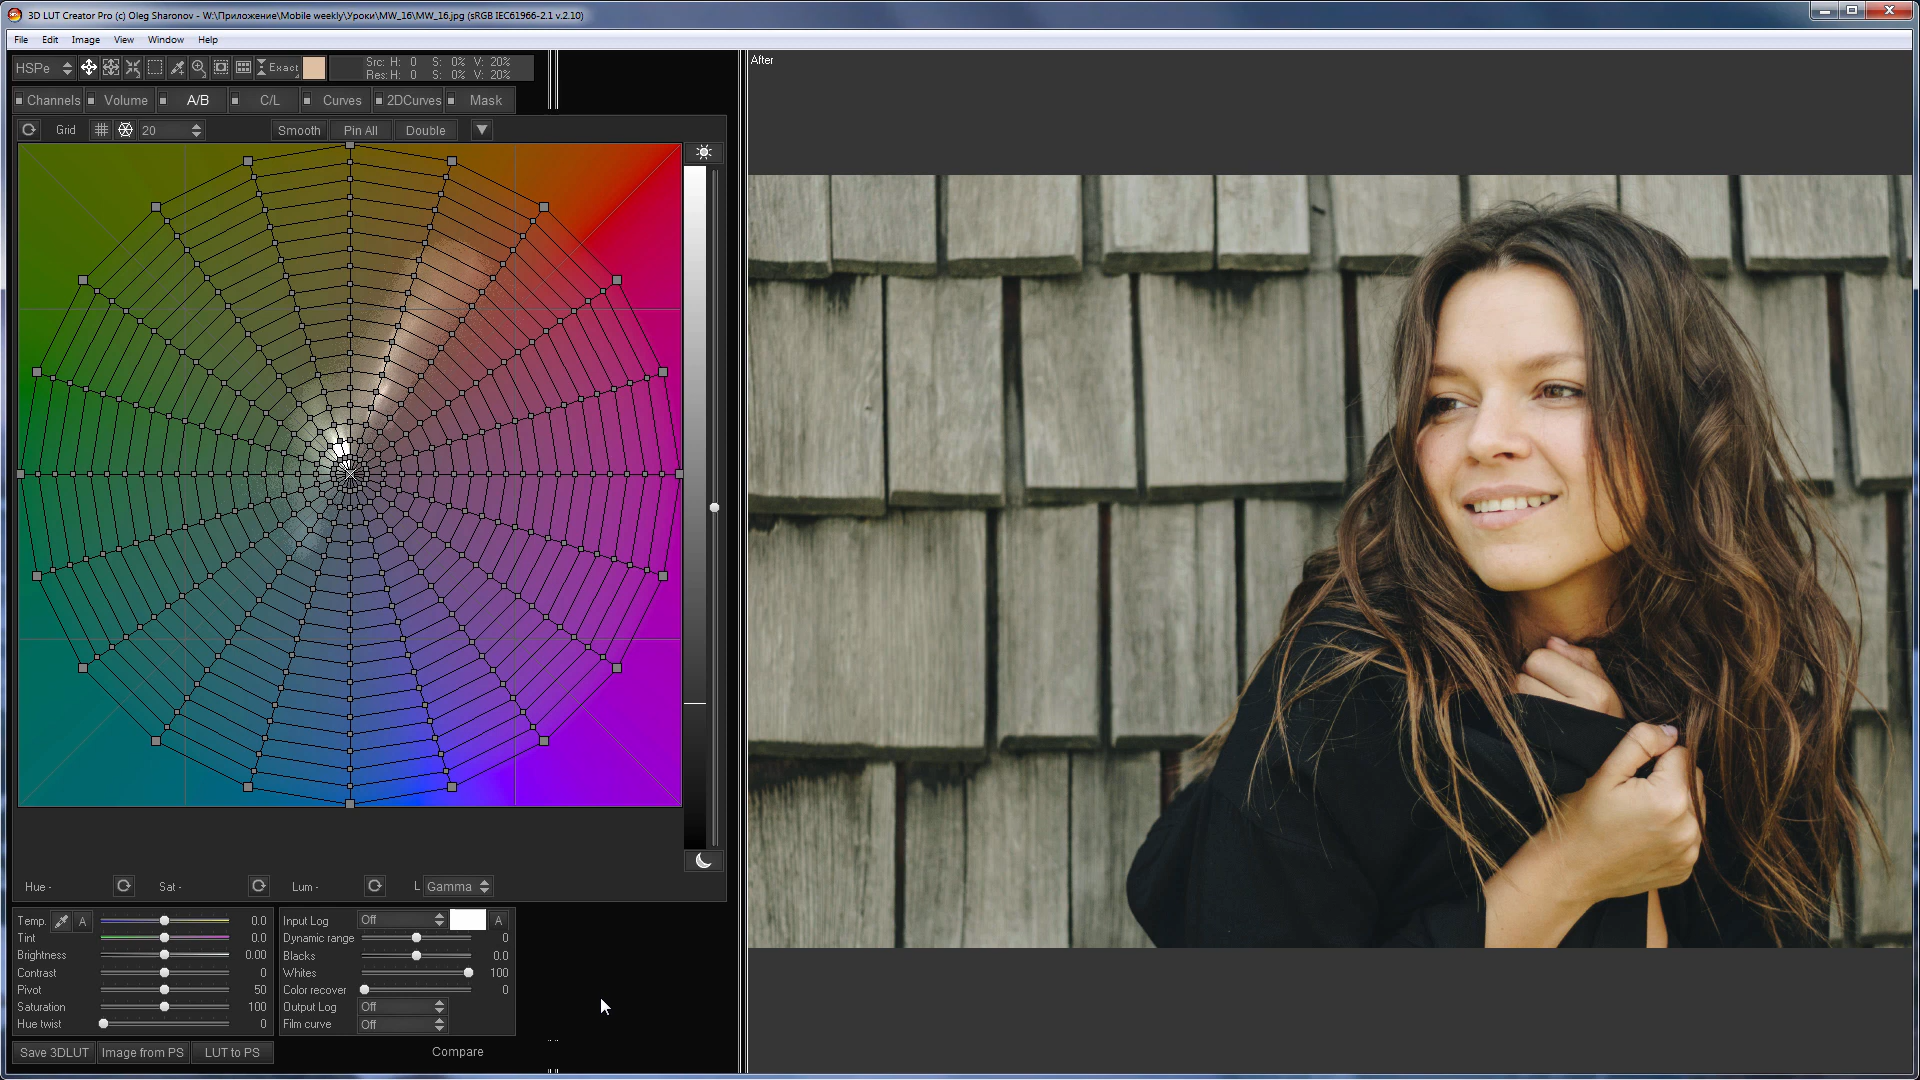 3D LUT Creator Pro (c) Oleg Sharonov - W:\Приложение\Mobile weekly\Уроки\MW_16\MW_16.jpg (sRGB IEC61966-2.1 v.2.10)
File Edit Image View Window Help
HSPe Exact Src: H: 0 S: 0% V: 20%
Res: H: 0 S: 0% V: 20%
Channels Volume A/B C/L Curves 2DCurves Mask
Grid 20 Smooth Pin All Double
After
Hue - Sat - Lum - L Gamma
Temp. A 0.0
Tint 0.0
Brightness 0.00
Contrast 0
Pivot 50
Saturation 100
Hue twist 0
Input Log Off A
Dynamic range 0
Blacks 0.0
Whites 100
Color recover 0
Output Log Off
Film curve Off
Save 3DLUT Image from PS LUT to PS Compare